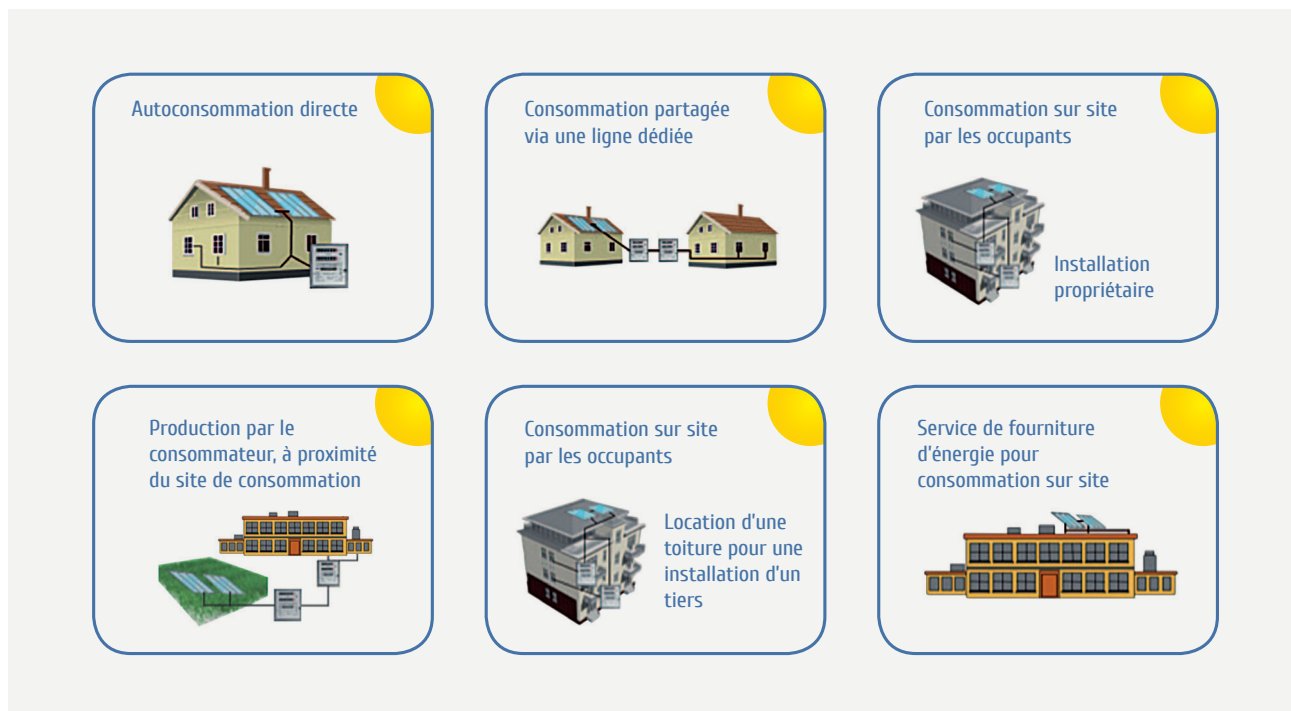 Autoconsommation directe
Consommation partagée
via une ligne dédiée
Consommation sur site
par les occupants
Installation
propriétaire
Production par le
consommateur, à proximité
du site de consommation
Consommation sur site
par les occupants
Location d'une
toiture pour une
installation d'un
tiers
Service de fourniture
d'énergie pour
consommation sur site